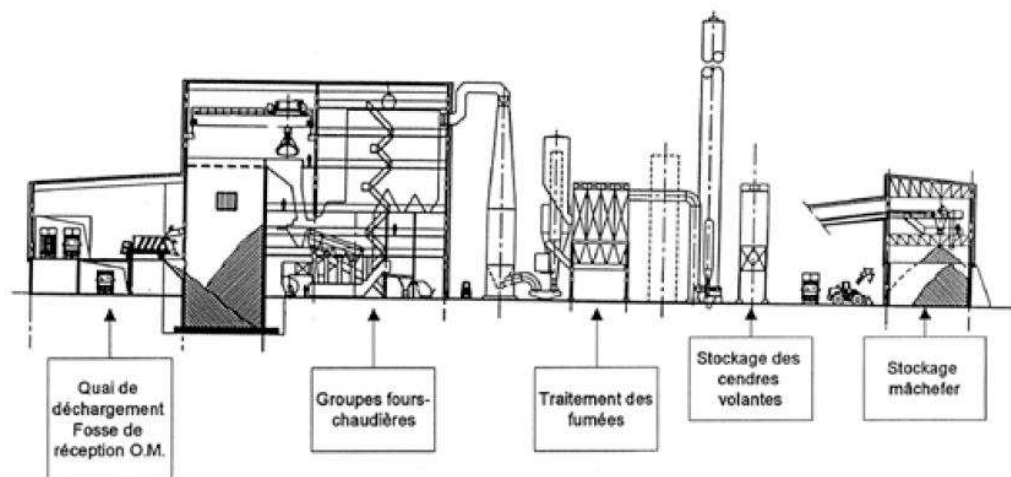 Quai de
déchargement
Fosse de
réception O.M.
Groupes fours-
chaudières
Traitement des
fumées
Stockage des
cendres
volantes
Stockage
mâchefer